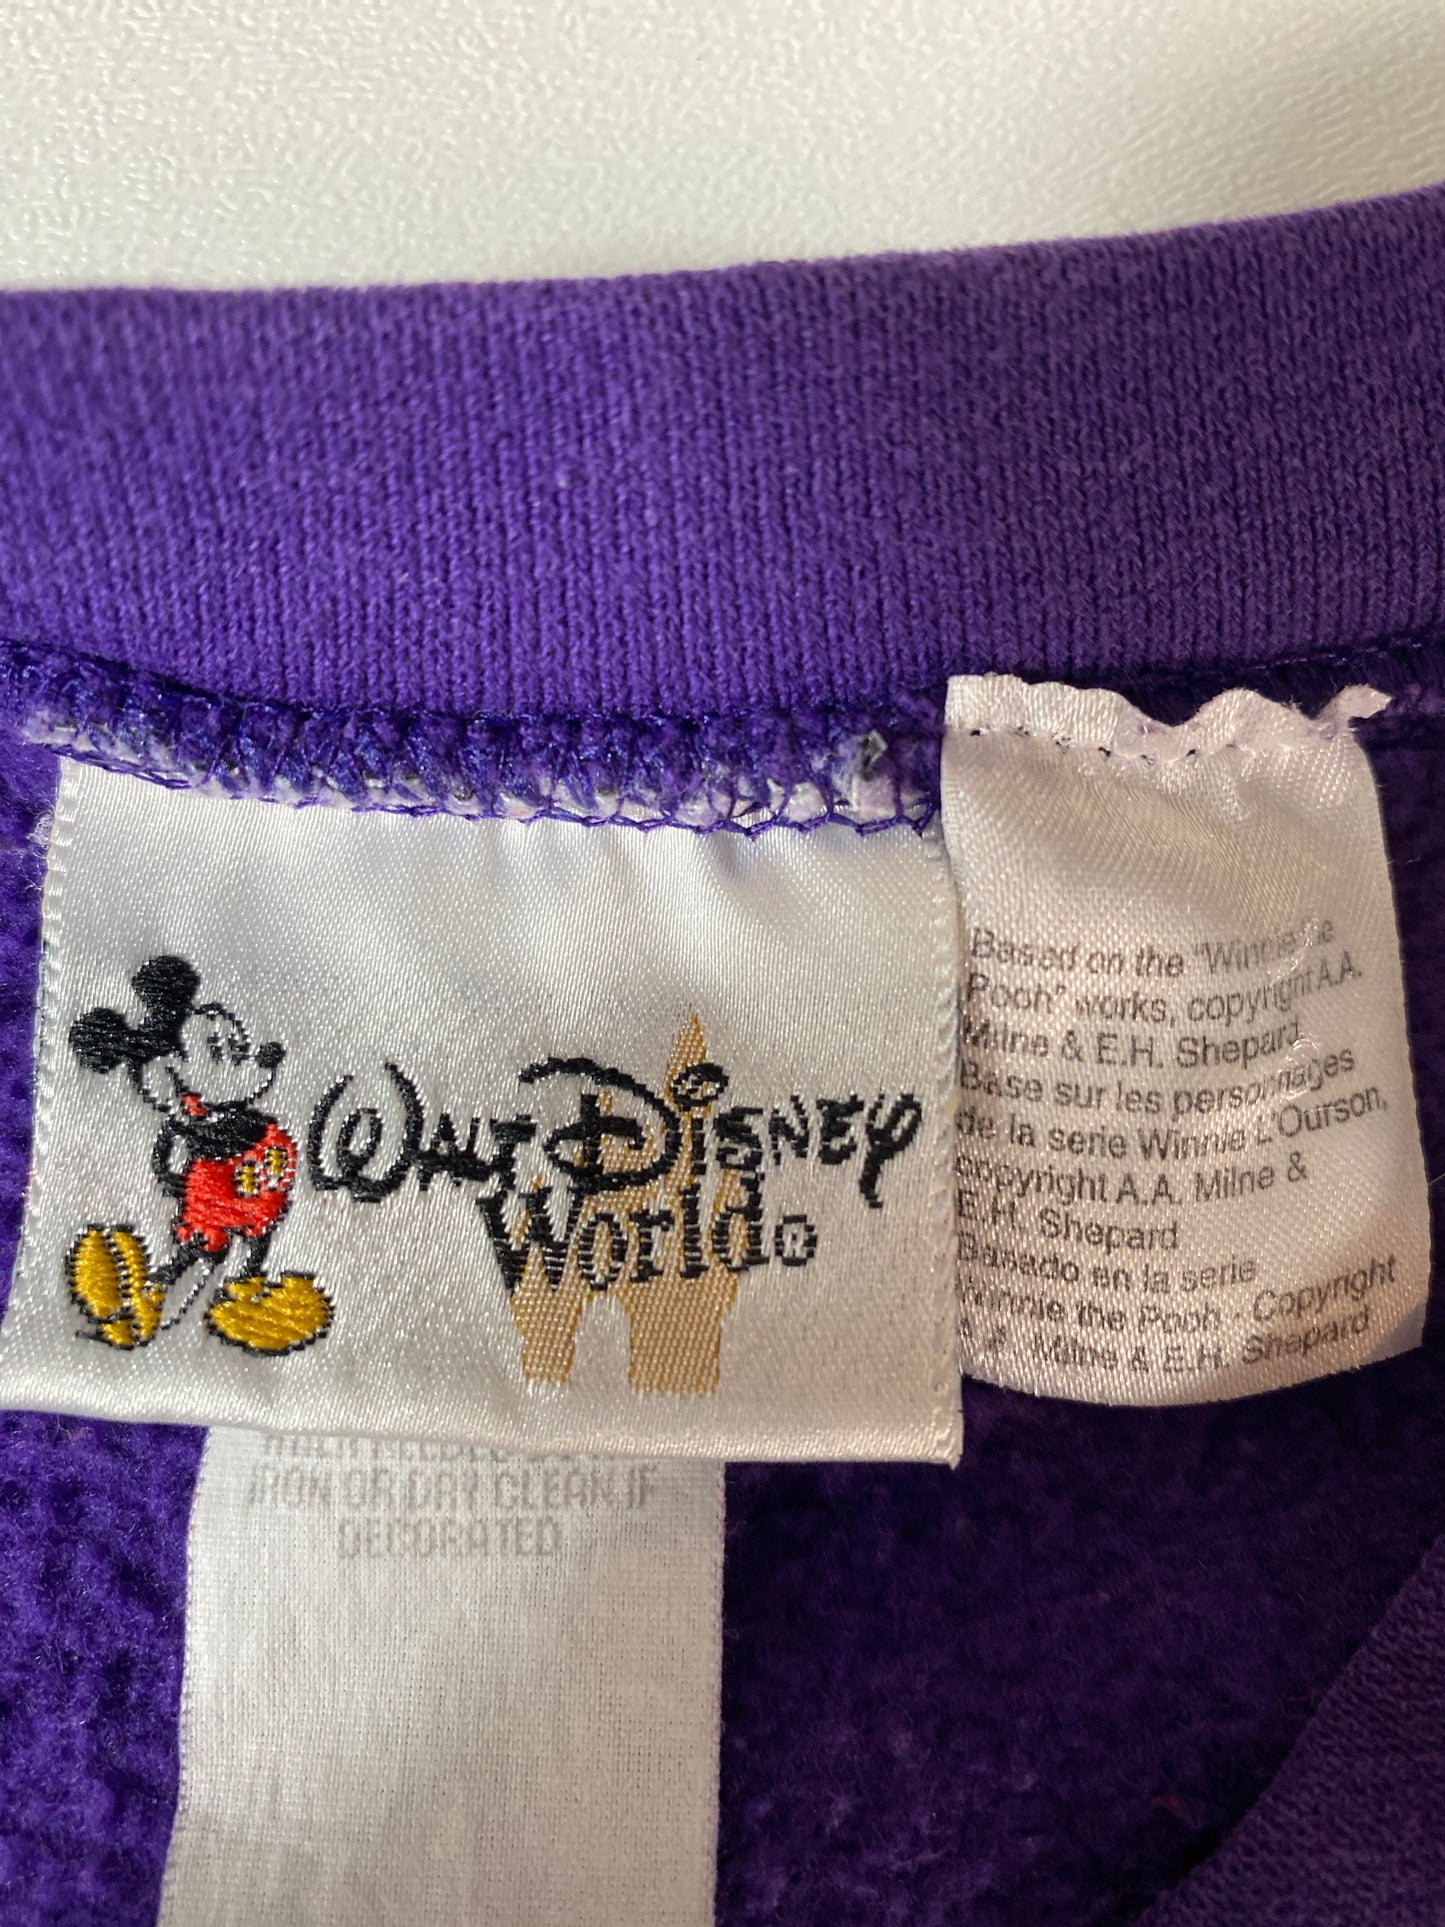 WALT DISNEY
World®
Based on the "Winnie the
Pooh" works, copyright A.A.
Milne & E.H. Shepard
Base sur les personnages
de la serie Winnie L'Ourson,
copyright A.A. Milne &
E.H. Shepard
Basado en la serie
Winnie the Pooh - Copyright
A.A. Milne & E.H. Shepard
IRON OR DRY CLEAN IF
DECORATED